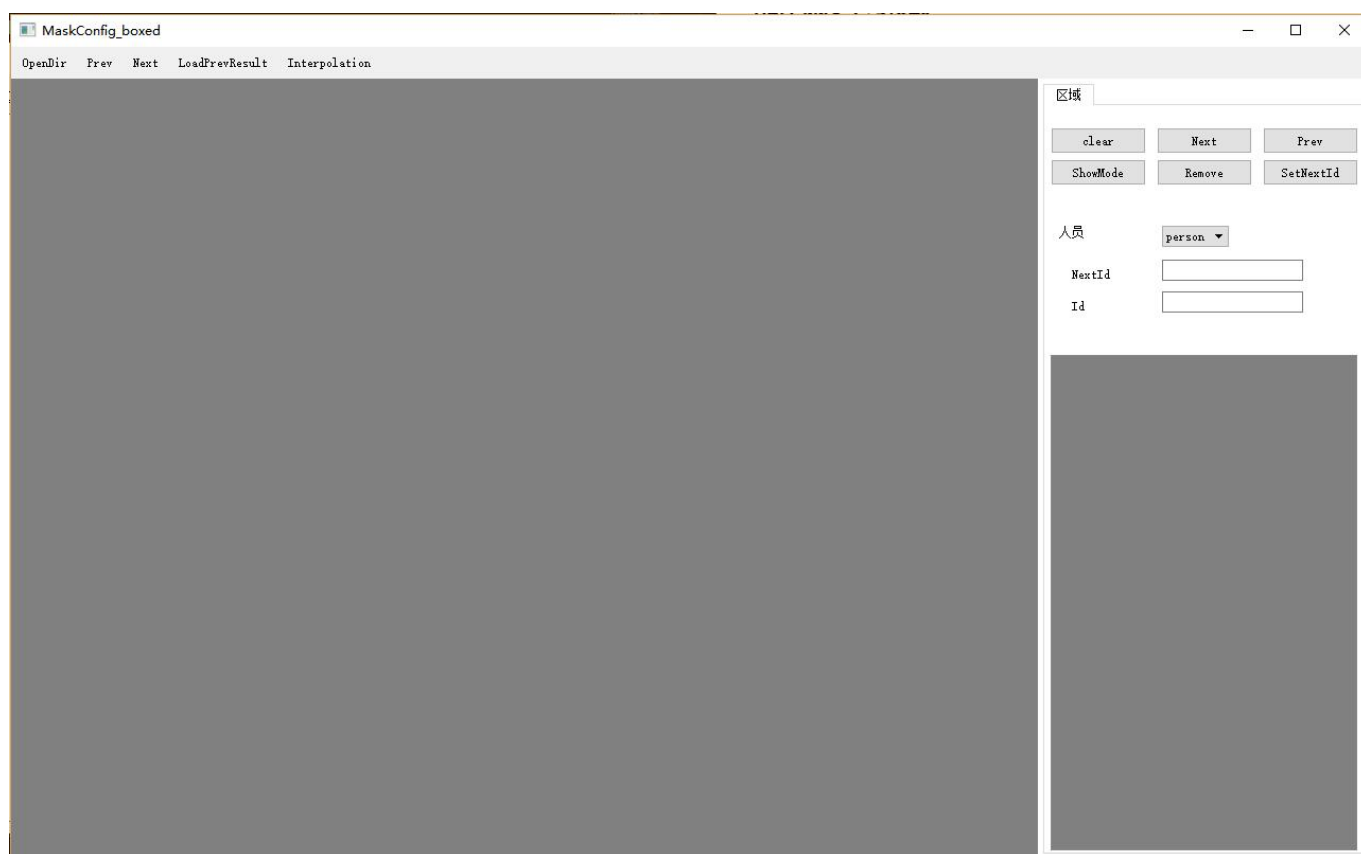 MaskConfig_boxed
OpenDir Prev Next LoadPrevResult Interpolation
区域
clear Next Prev
ShowMode Remove SetNextId
人员 person
NextId
Id